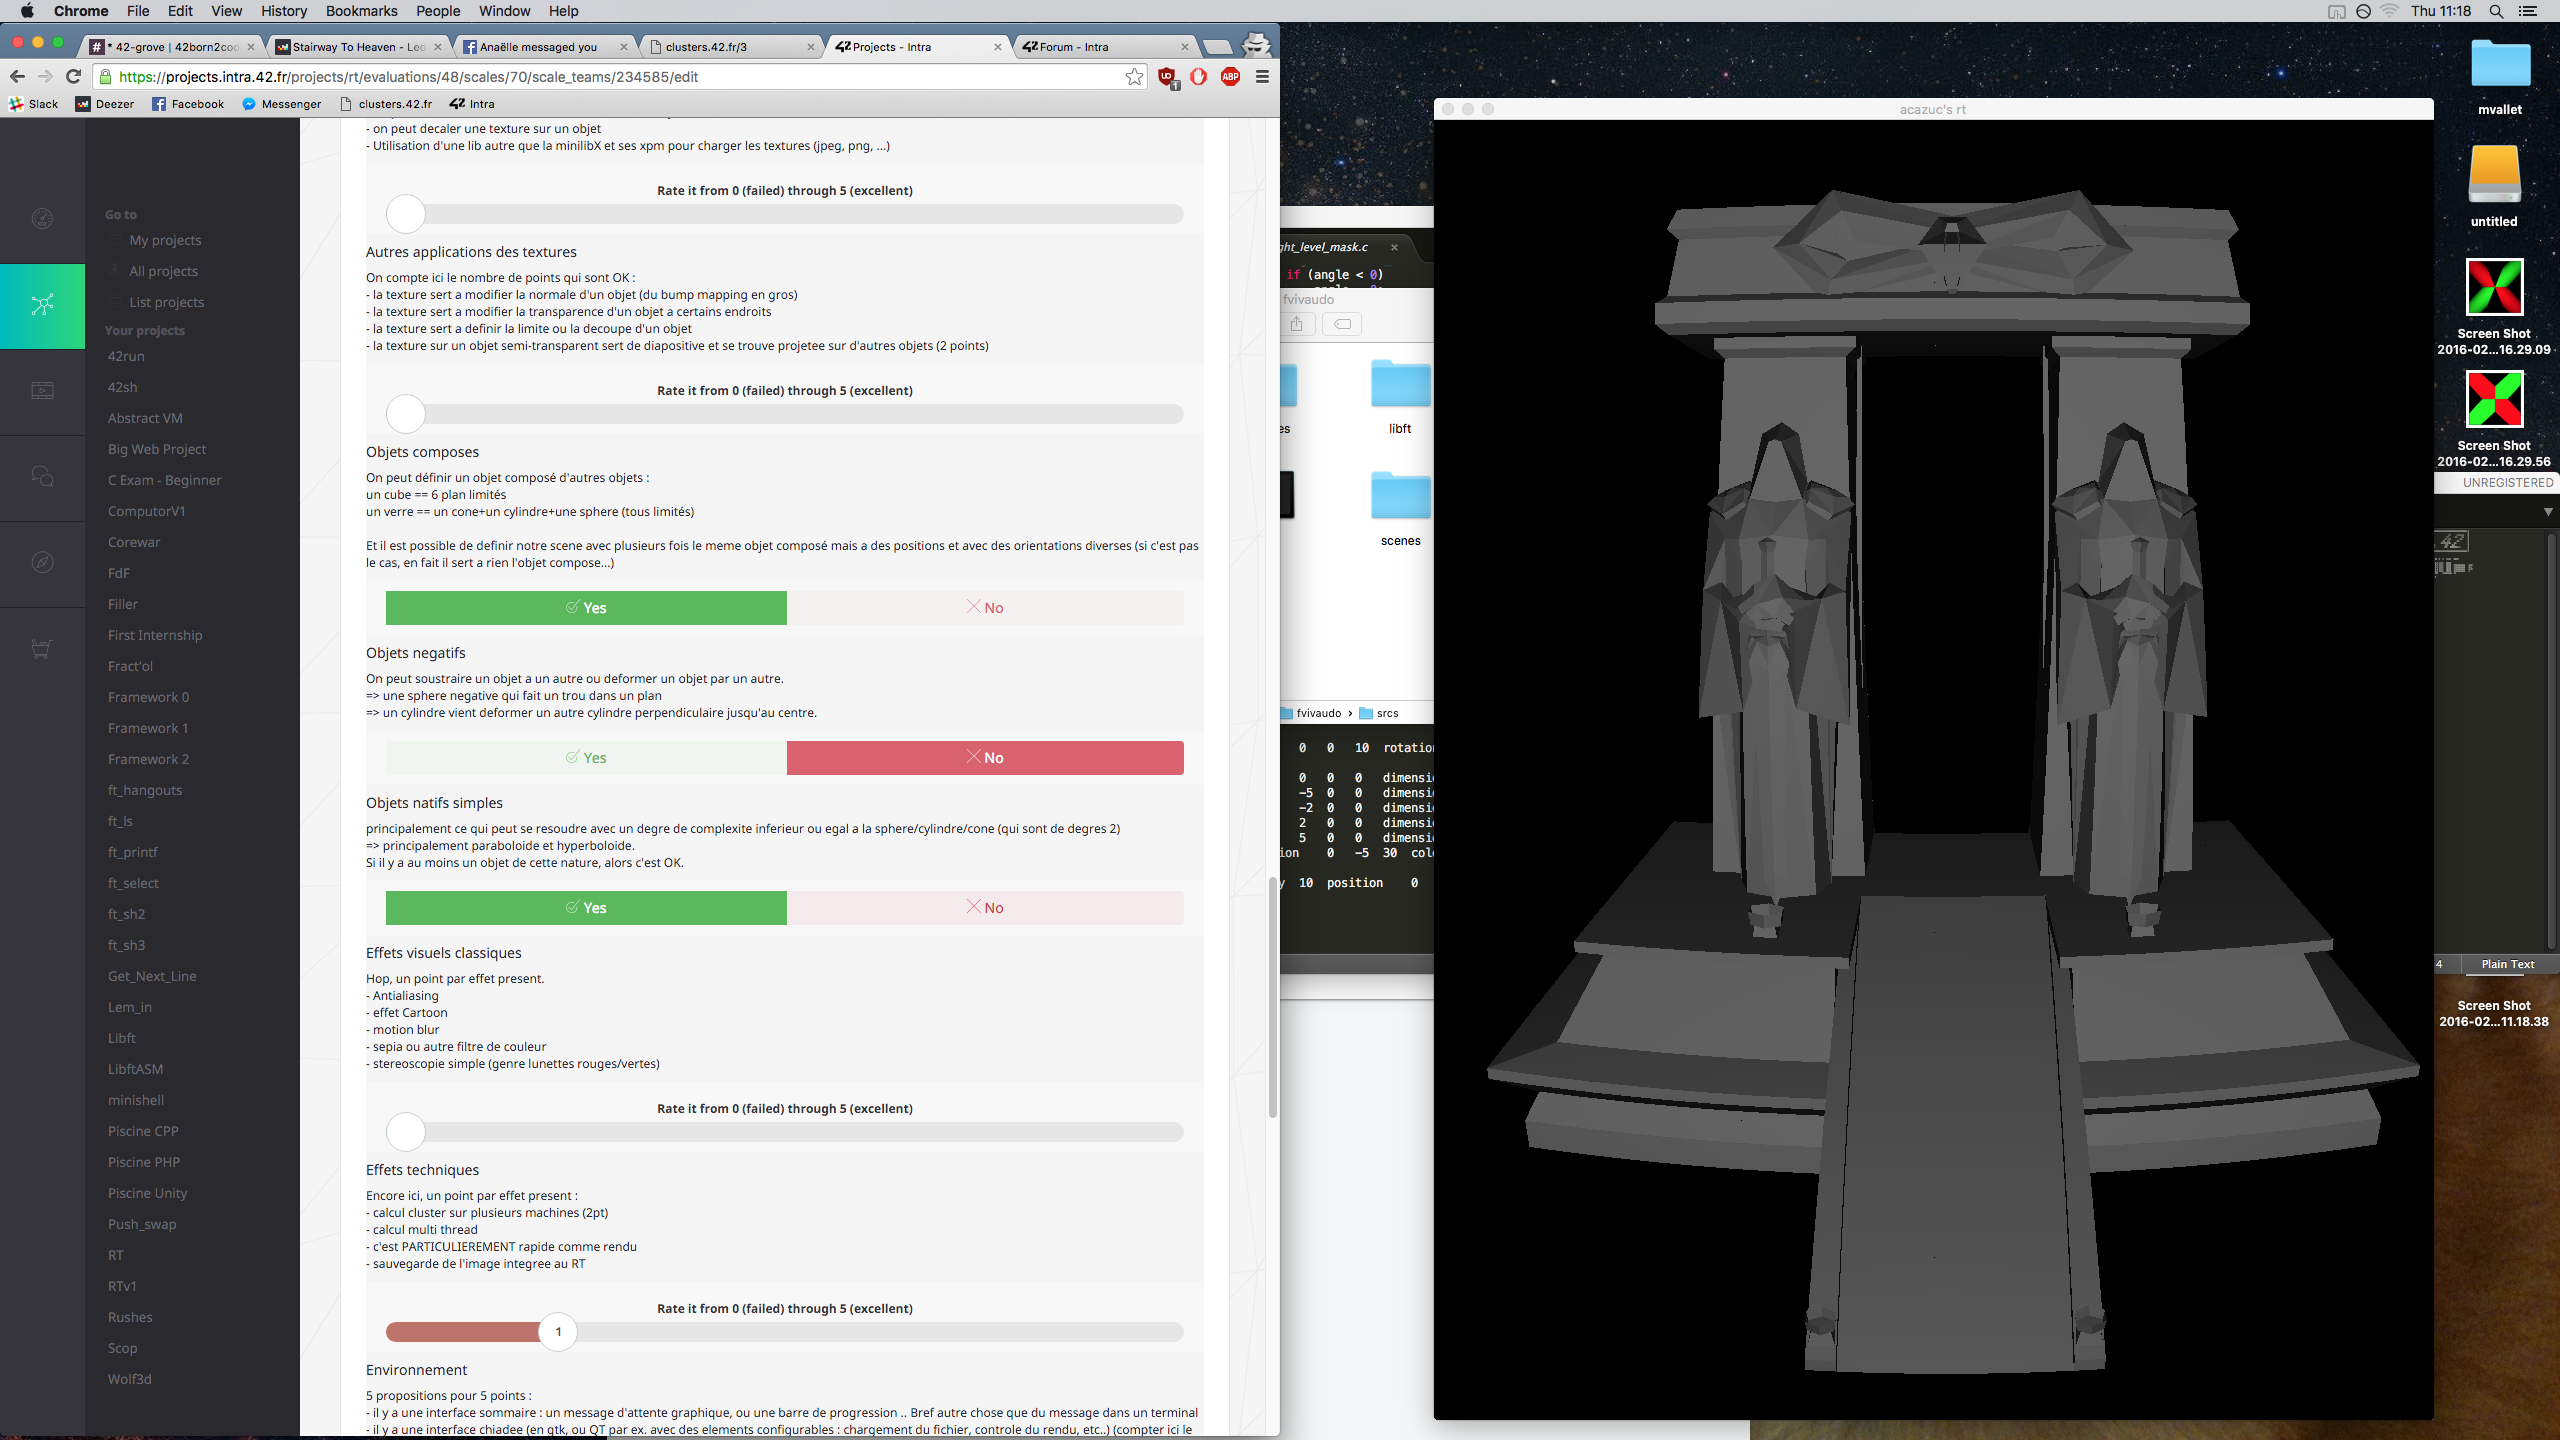 Chrome File Edit View History Bookmarks People Window Help
Thu 11:18
* 42-grove | 42born2cod
Stairway To Heaven - Led
Anaëlle messaged you
clusters.42.fr/3
Projects - Intra
Forum - Intra
https://projects.intra.42.fr/projects/rt/evaluations/48/scales/70/scale_teams/234585/edit
Slack Deezer Facebook Messenger clusters.42.fr Intra
Go to
My projects
All projects
List projects
Your projects
42run
42sh
Abstract VM
Big Web Project
C Exam - Beginner
ComputorV1
Corewar
FdF
Filler
First Internship
Fract'ol
Framework 0
Framework 1
Framework 2
ft_hangouts
ft_ls
ft_printf
ft_select
ft_sh2
ft_sh3
Get_Next_Line
Lem_in
Libft
LibftASM
minishell
Piscine CPP
Piscine PHP
Piscine Unity
Push_swap
RT
RTv1
Rushes
Scop
Wolf3d
- on peut decaler une texture sur un objet
- Utilisation d'une lib autre que la minilibX et ses xpm pour charger les textures (jpeg, png, ...)
Rate it from 0 (failed) through 5 (excellent)
Autres applications des textures
On compte ici le nombre de points qui sont OK :
- la texture sert a modifier la normale d'un objet (du bump mapping en gros)
- la texture sert a modifier la transparence d'un objet a certains endroits
- la texture sert a definir la limite ou la decoupe d'un objet
- la texture sur un objet semi-transparent sert de diapositive et se trouve projetee sur d'autres objets (2 points)
Rate it from 0 (failed) through 5 (excellent)
Objets composes
On peut définir un objet composé d'autres objets :
un cube == 6 plan limités
un verre == un cone+un cylindre+une sphere (tous limités)
Et il est possible de definir notre scene avec plusieurs fois le meme objet composé mais a des positions et avec des orientations diverses (si c'est pas
le cas, en fait il sert a rien l'objet compose...)
Yes No
Objets negatifs
On peut soustraire un objet a un autre ou deformer un objet par un autre.
=> une sphere negative qui fait un trou dans un plan
=> un cylindre vient deformer un autre cylindre perpendiculaire jusqu'au centre.
Yes No
Objets natifs simples
principalement ce qui peut se resoudre avec un degre de complexite inferieur ou egal a la sphere/cylindre/cone (qui sont de degres 2)
=> principalement paraboloide et hyperboloide.
Si il y a au moins un objet de cette nature, alors c'est OK.
Yes No
Effets visuels classiques
Hop, un point par effet present.
- Antialiasing
- effet Cartoon
- motion blur
- sepia ou autre filtre de couleur
- stereoscopie simple (genre lunettes rouges/vertes)
Rate it from 0 (failed) through 5 (excellent)
Effets techniques
Encore ici, un point par effet present :
- calcul cluster sur plusieurs machines (2pt)
- calcul multi thread
- c'est PARTICULIEREMENT rapide comme rendu
- sauvegarde de l'image integree au RT
Rate it from 0 (failed) through 5 (excellent)
1
Environnement
5 propositions pour 5 points :
- il y a une interface sommaire : un message d'attente graphique, ou une barre de progression .. Bref autre chose que du message dans un terminal
- il y a une interface chiadee (en gtk, ou QT par ex. avec des elements configurables : chargement du fichier, controle du rendu, etc..) (compter ici le
ght_level_mask.c
if (angle < 0)
fvivaudo
es
libft
scenes
fvivaudo › srcs
0 0 10 rotation
0 0 0 dimensi
-5 0 0 dimensi
-2 0 0 dimensi
2 0 0 dimensi
5 0 0 dimensi
ion 0 -5 30 col
y 10 position 0
acazuc's rt
mvallet
untitled
Screen Shot
2016-02...16.29.09
Screen Shot
2016-02...16.29.56
UNREGISTERED
42
4 Plain Text
Screen Shot
2016-02...11.18.38